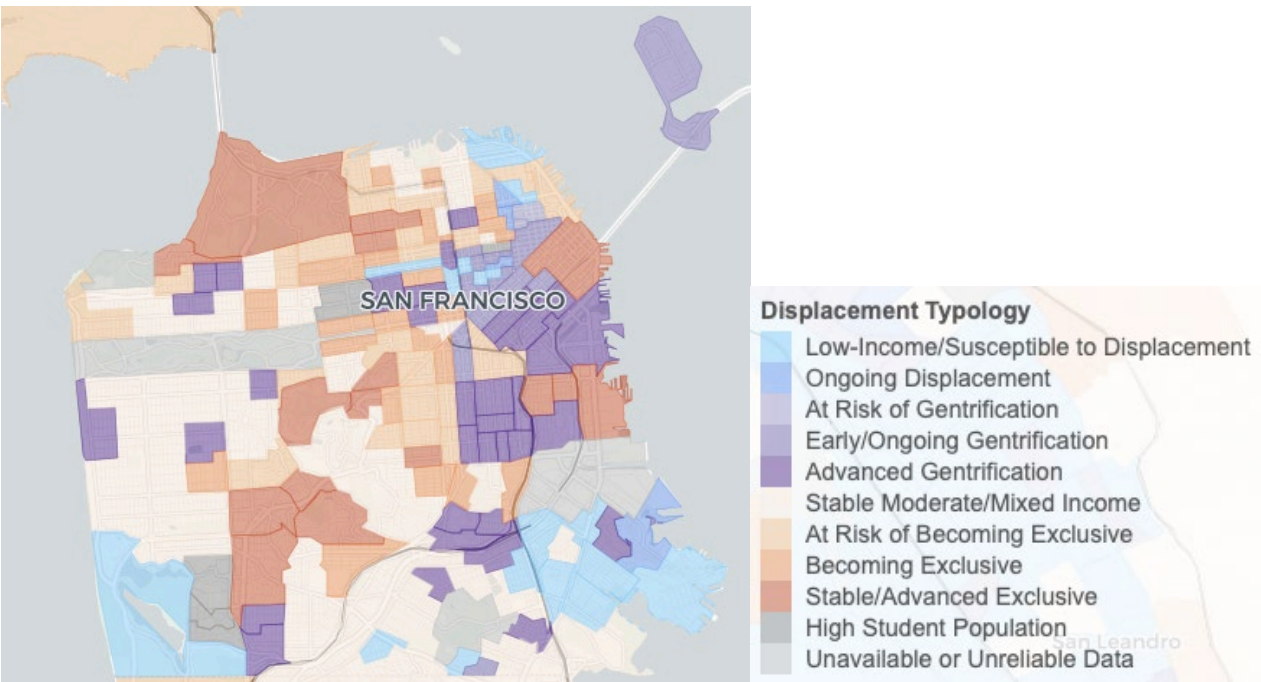 SAN FRANCISCO
Displacement Typology
Low-Income/Susceptible to Displacement
Ongoing Displacement
At Risk of Gentrification
Early/Ongoing Gentrification
Advanced Gentrification
Stable Moderate/Mixed Income
At Risk of Becoming Exclusive
Becoming Exclusive
Stable/Advanced Exclusive
High Student Population
San Leandro
Unavailable or Unreliable Data